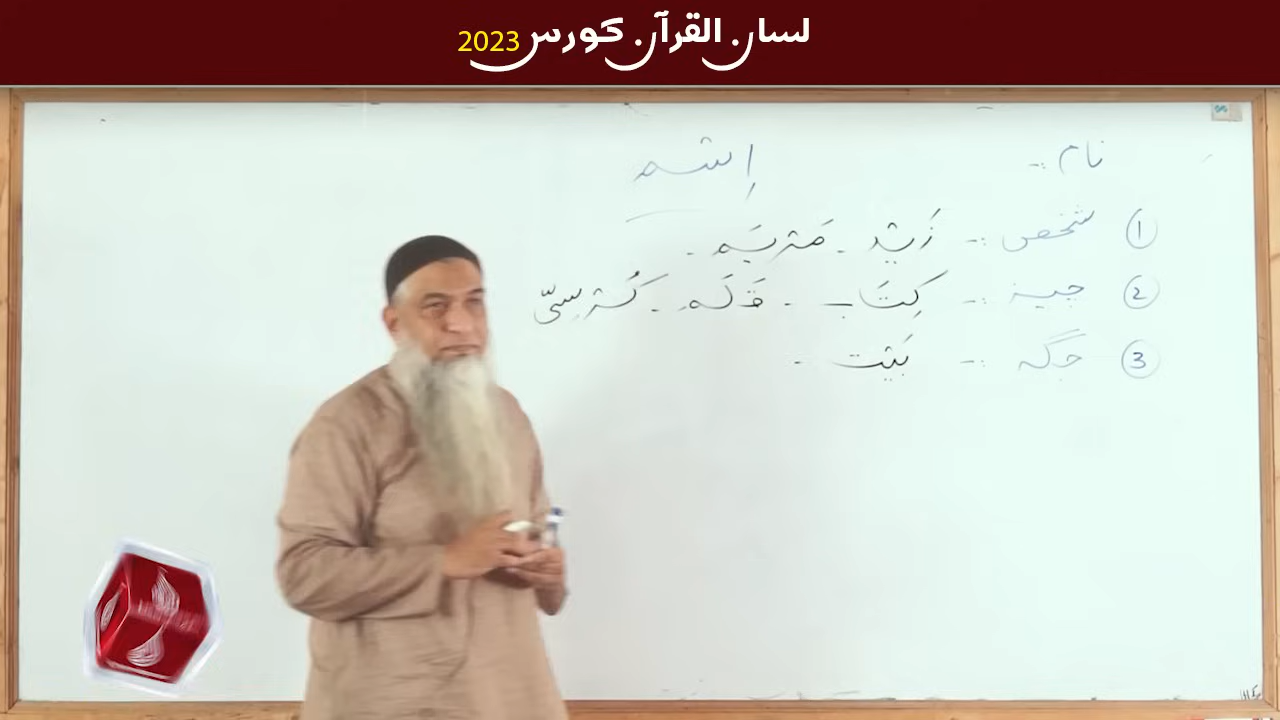 لسان القرآن کورس 2023
نام :- اِسْم
① شخص :- زَيْد - مَرْيَم -
② چیز :- كِتَاب - قَلَم - كُرْسِيّ
③ جگہ :- بَيْت -